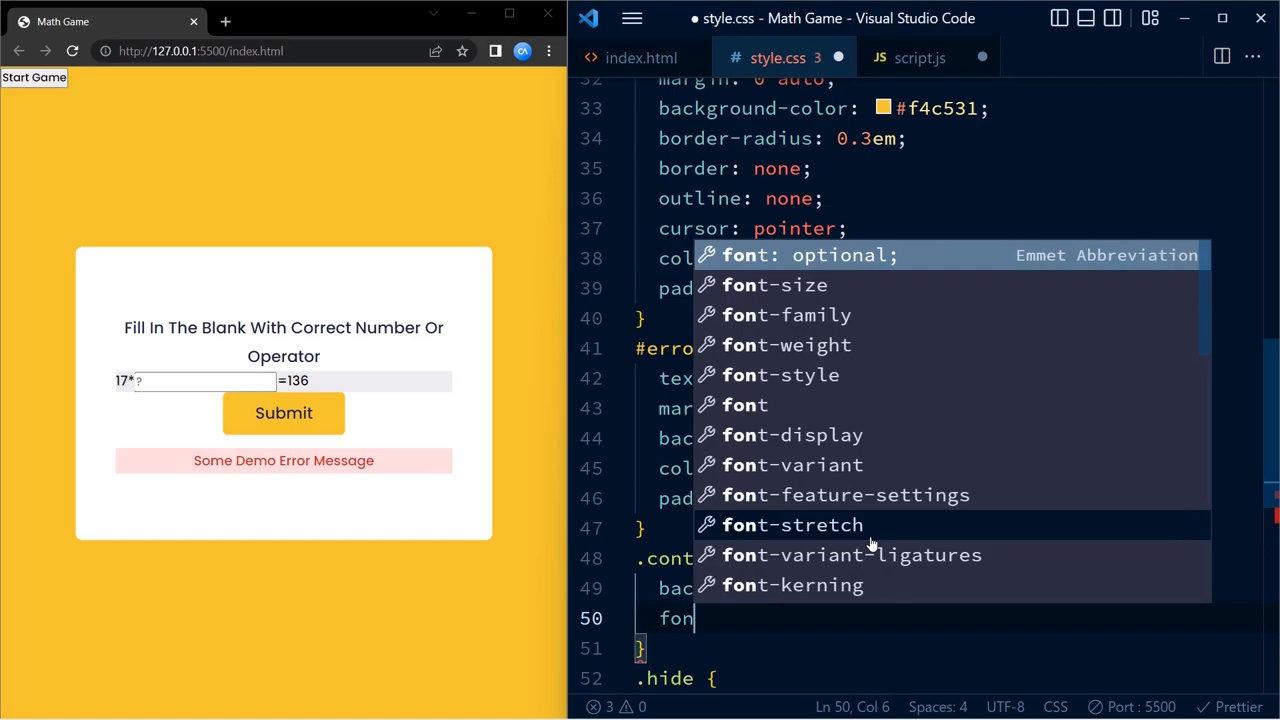 Math Game
http://127.0.0.1:5500/index.html
Start Game
Fill In The Blank With Correct Number Or
Operator
17*? =136
Submit
Some Demo Error Message
style.css - Math Game - Visual Studio Code
index.html
style.css 3
JS script.js
32 margin: 0 auto;
33 background-color: #f4c531;
34 border-radius: 0.3em;
35 border: none;
36 outline: none;
37 cursor: pointer;
38 col
39 pad
40 }
41 #erro
42 tex
43 mar
44 bac
45 col
46 pad
47 }
48 .cont
49 bac
50 fon
51 }
52 .hide {
font: optional; Emmet Abbreviation
font-size
font-family
font-weight
font-style
font
font-display
font-variant
font-feature-settings
font-stretch
font-variant-ligatures
font-kerning
3 0 Ln 50, Col 6 Spaces: 4 UTF-8 CSS Port : 5500 Prettier